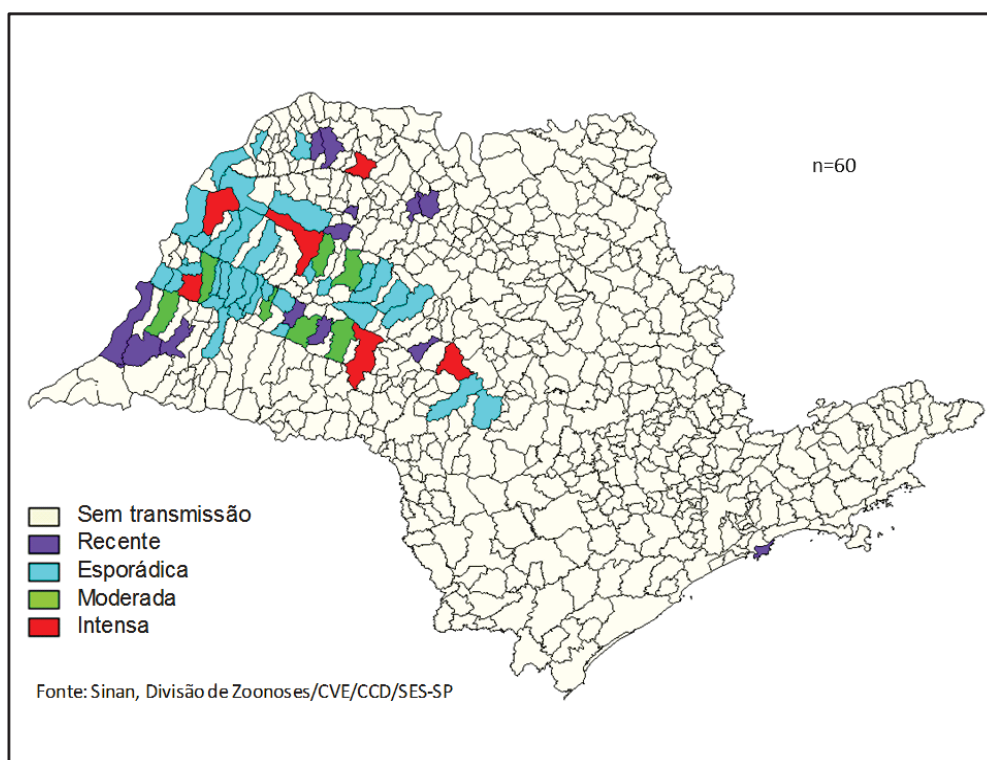 n=60
Sem transmissão
Recente
Esporádica
Moderada
Intensa
Fonte: Sinan, Divisão de Zoonoses/CVE/CCD/SES-SP